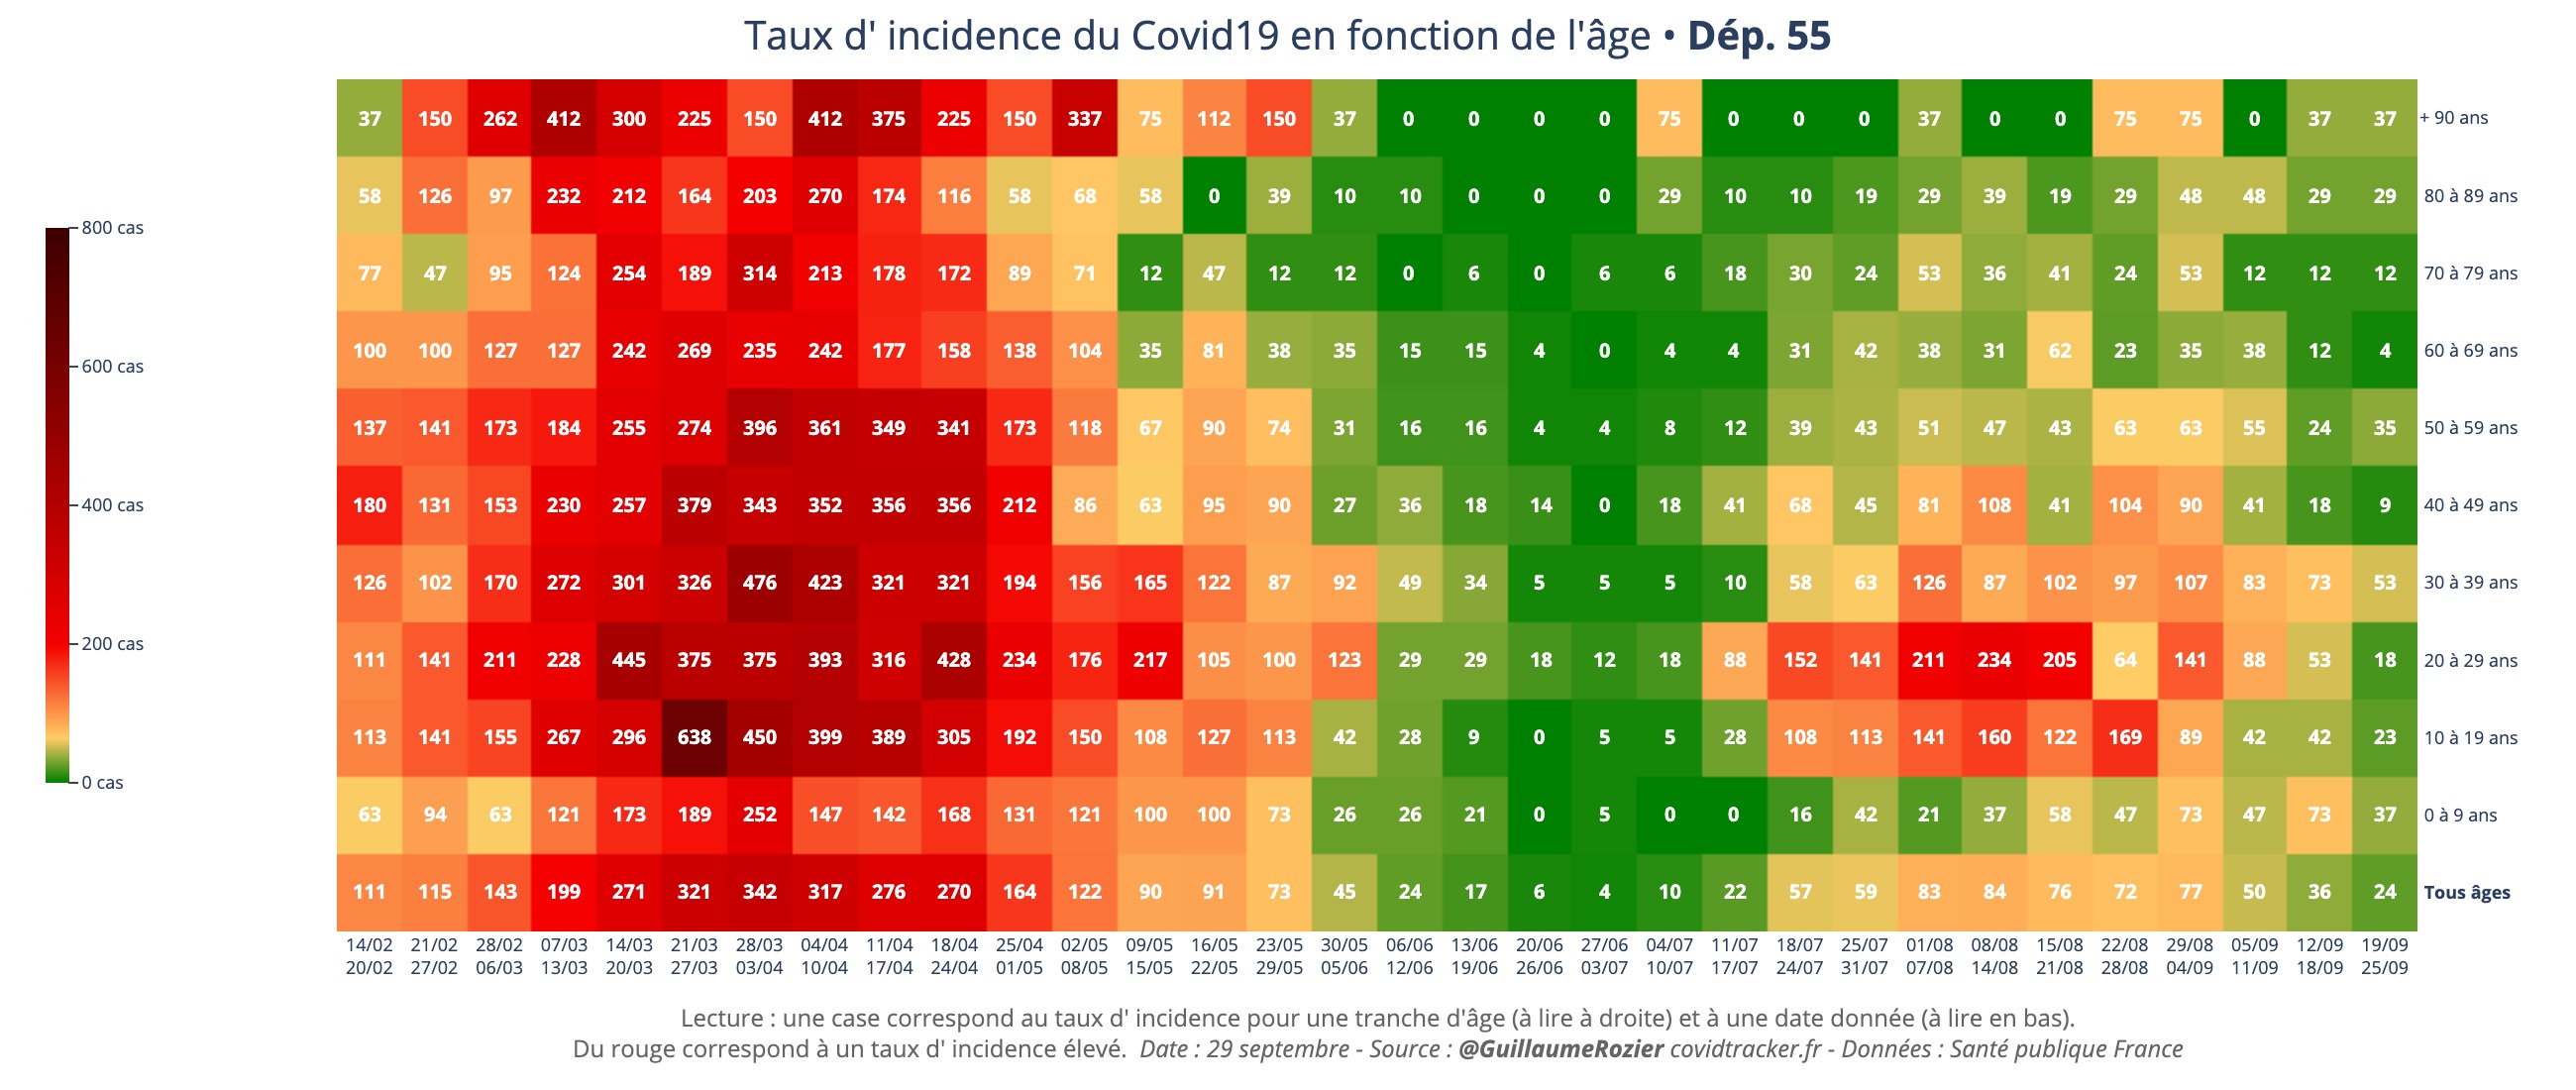 Taux d' incidence du Covid19 en fonction de l'âge • Dép. 55
37 150 262 412 300 225 150 412 375 225 150 337 75 112 150 37 0 0 0 0 75 0 0 0 37 0 0 75 75 0 37 37 + 90 ans
58 126 97 232 212 164 203 270 174 116 58 68 58 0 39 10 10 0 0 0 29 10 10 19 29 39 19 29 48 48 29 29 80 à 89 ans
77 47 95 124 254 189 314 213 178 172 89 71 12 47 12 12 0 6 0 6 6 18 30 24 53 36 41 24 53 12 12 12 70 à 79 ans
100 100 127 127 242 269 235 242 177 158 138 104 35 81 38 35 15 15 4 0 4 4 31 42 38 31 62 23 35 38 12 4 60 à 69 ans
137 141 173 184 255 274 396 361 349 341 173 118 67 90 74 31 16 16 4 4 8 12 39 43 51 47 43 63 63 55 24 35 50 à 59 ans
180 131 153 230 257 379 343 352 356 356 212 86 63 95 90 27 36 18 14 0 18 41 68 45 81 108 41 104 90 41 18 9 40 à 49 ans
126 102 170 272 301 326 476 423 321 321 194 156 165 122 87 92 49 34 5 5 5 10 58 63 126 87 102 97 107 83 73 53 30 à 39 ans
111 141 211 228 445 375 375 393 316 428 234 176 217 105 100 123 29 29 18 12 18 88 152 141 211 234 205 64 141 88 53 18 20 à 29 ans
113 141 155 267 296 638 450 399 389 305 192 150 108 127 113 42 28 9 0 5 5 28 108 113 141 160 122 169 89 42 42 23 10 à 19 ans
63 94 63 121 173 189 252 147 142 168 131 121 100 100 73 26 26 21 0 5 0 0 16 42 21 37 58 47 73 47 73 37 0 à 9 ans
111 115 143 199 271 321 342 317 276 270 164 122 90 91 73 45 24 17 6 4 10 22 57 59 83 84 76 72 77 50 36 24 Tous âges
14/02 21/02 28/02 07/03 14/03 21/03 28/03 04/04 11/04 18/04 25/04 02/05 09/05 16/05 23/05 30/05 06/06 13/06 20/06 27/06 04/07 11/07 18/07 25/07 01/08 08/08 15/08 22/08 29/08 05/09 12/09 19/09
20/02 27/02 06/03 13/03 20/03 27/03 03/04 10/04 17/04 24/04 01/05 08/05 15/05 22/05 29/05 05/06 12/06 19/06 26/06 03/07 10/07 17/07 24/07 31/07 07/08 14/08 21/08 28/08 04/09 11/09 18/09 25/09
800 cas
600 cas
400 cas
200 cas
0 cas
Lecture : une case correspond au taux d' incidence pour une tranche d'âge (à lire à droite) et à une date donnée (à lire en bas).
Du rouge correspond à un taux d' incidence élevé. Date : 29 septembre - Source : @GuillaumeRozier covidtracker.fr - Données : Santé publique France